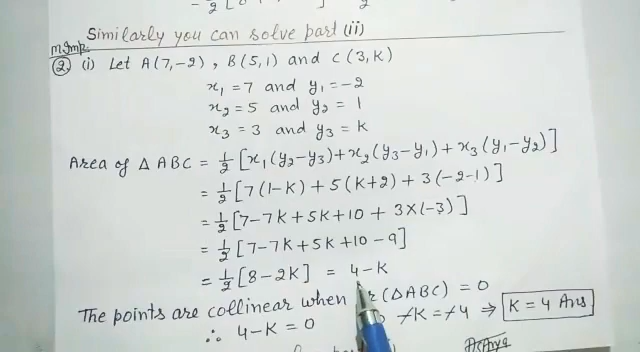 Similarly you can solve part (ii)
M.Imp.
② (i) Let A(7,-2), B(5,1) and C(3,K)
x₁ = 7 and y₁ = -2
x₂ = 5 and y₂ = 1
x₃ = 3 and y₃ = K
Area of △ ABC = 1/2 [x₁(y₂-y₃)+x₂(y₃-y₁)+x₃(y₁-y₂)]
= 1/2 [7(1-K) + 5(K+2) + 3(-2-1)]
= 1/2 [7-7K+5K+10 + 3×(-3)]
= 1/2 [7-7K+5K+10-9]
= 1/2 [8-2K] = 4-K
The points are collinear when (△ABC) = 0
∴ 4-K = 0 -K = -4 ⇒ K = 4 Ans